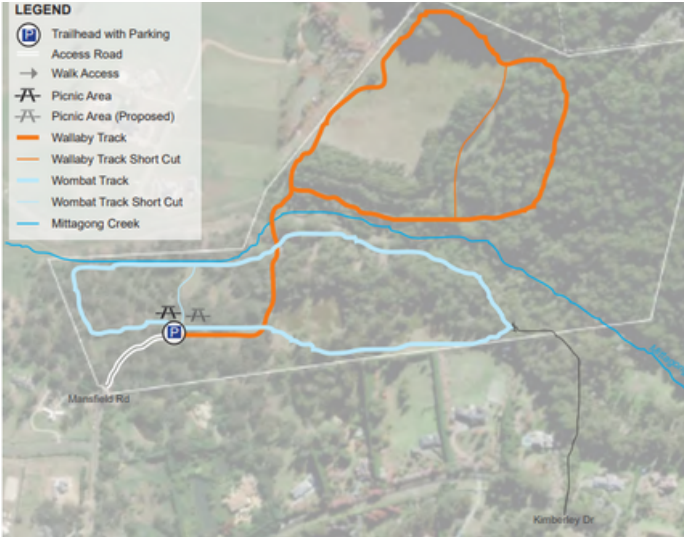 LEGEND
P
Trailhead with Parking
Access Road
Walk Access
Picnic Area
Picnic Area (Proposed)
Wallaby Track
Wallaby Track Short Cut
Wombat Track
Wombat Track Short Cut
Mittagong Creek
P
Mansfield Rd
Kimberley Dr